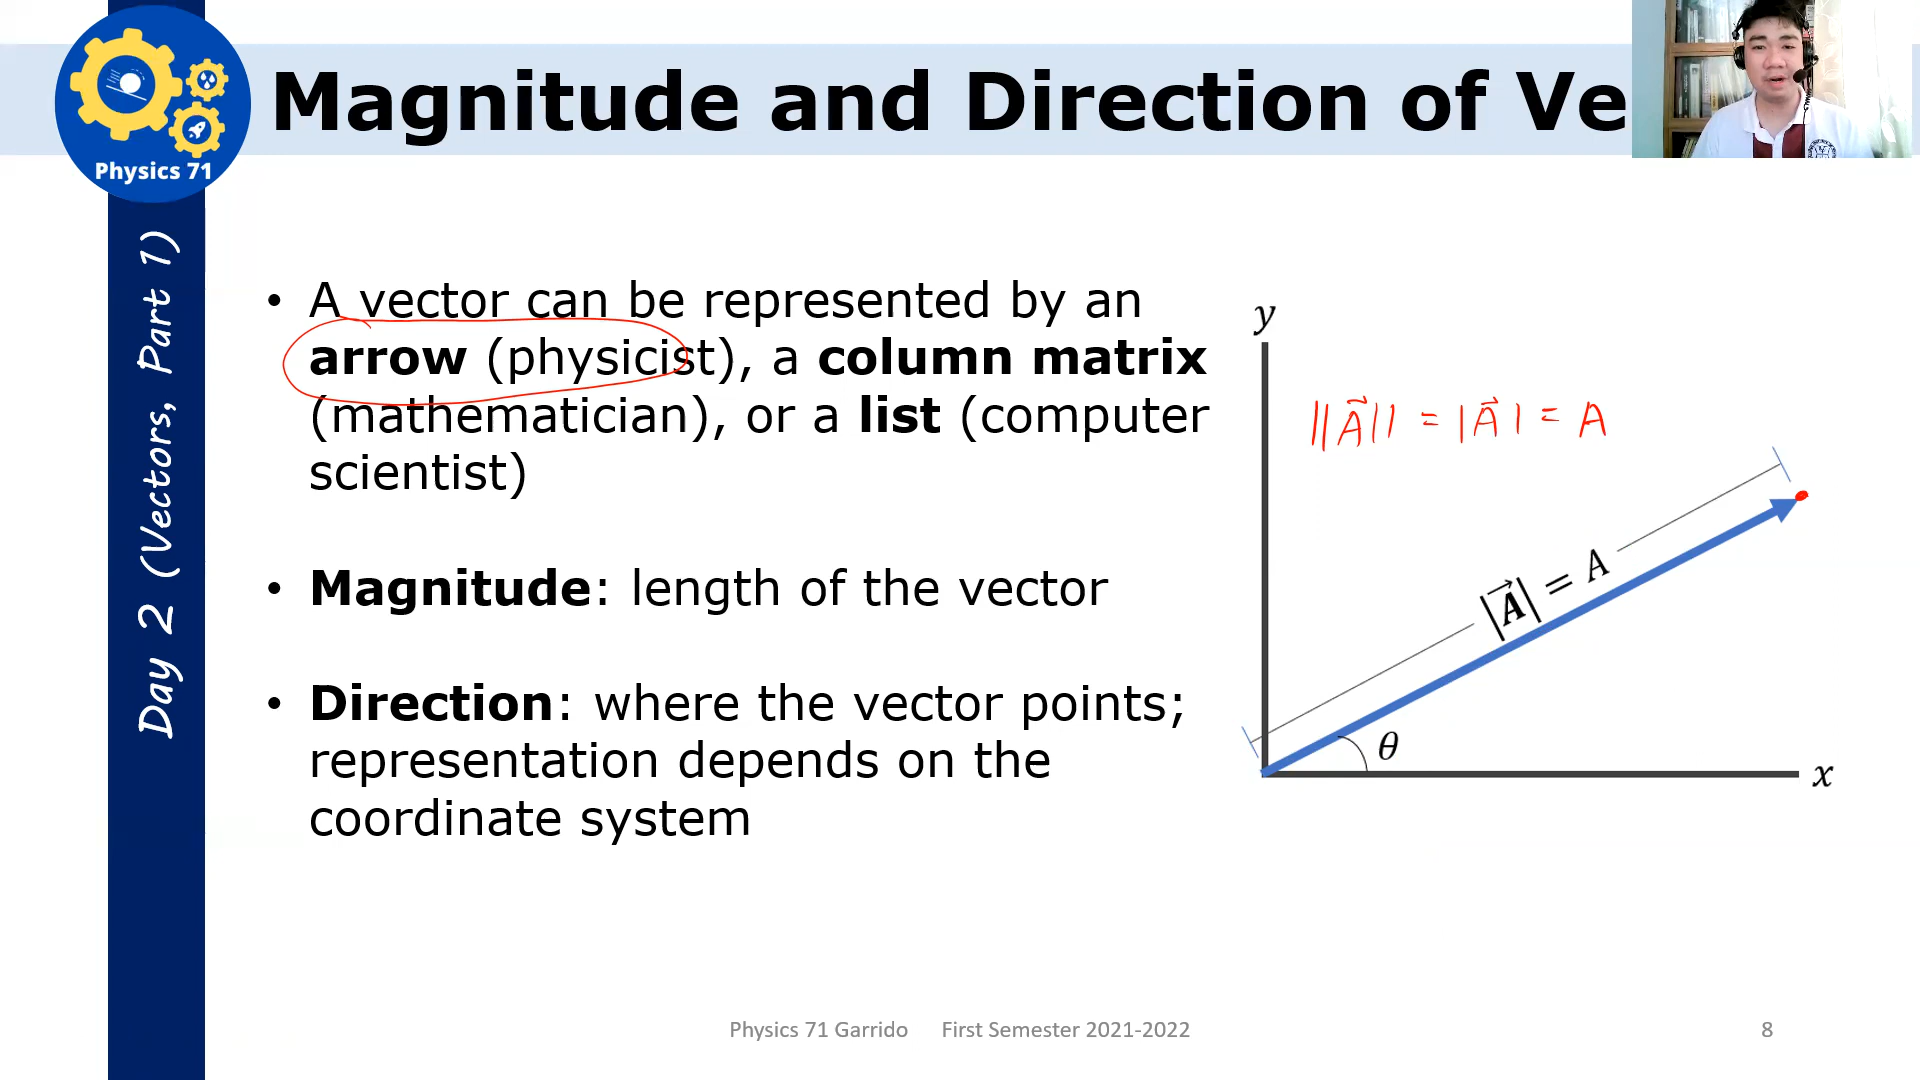 Magnitude and Direction of Ve
Physics 71
Day 2 (Vectors, Part 1)
• A vector can be represented by an
arrow (physicist), a column matrix
(mathematician), or a list (computer
scientist)
• Magnitude: length of the vector
• Direction: where the vector points;
representation depends on the
coordinate system
y
||A⃗|| = |A⃗| = A
|A⃗| = A
θ
x
Physics 71 Garrido First Semester 2021-2022
8